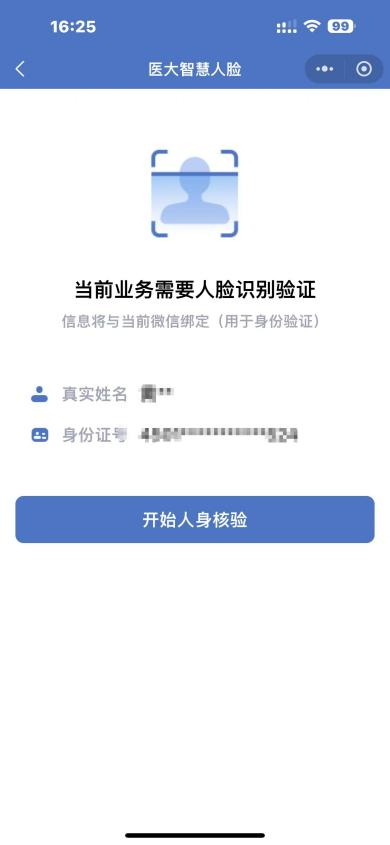 16:25
99
医大智慧人脸
当前业务需要人脸识别验证
信息将与当前微信绑定（用于身份验证）
真实姓名
身份证号
开始人身核验